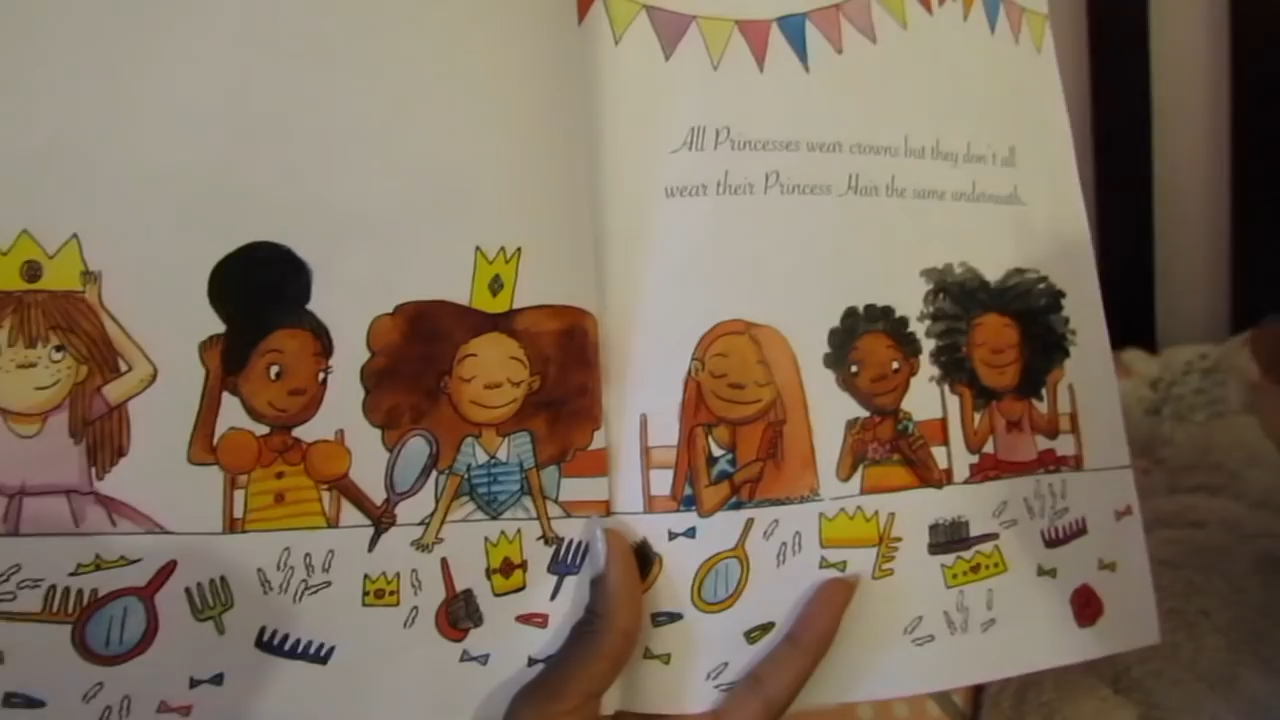 All Princesses wear crowns but they don't all
wear their Princess Hair the same underneath.